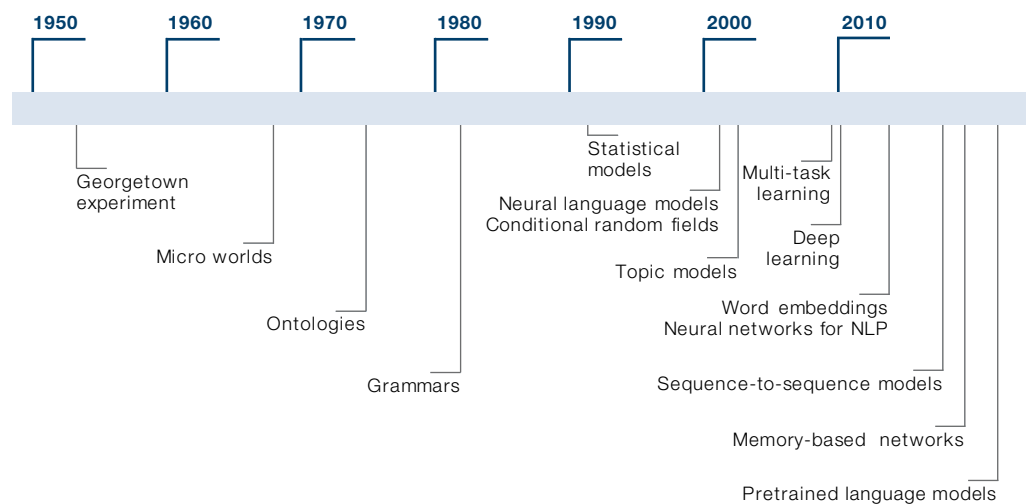 1950 1960 1970 1980 1990 2000 2010
Georgetown
experiment
Micro worlds
Ontologies
Grammars
Statistical
models
Neural language models
Conditional random fields
Topic models
Multi-task
learning
Deep
learning
Word embeddings
Neural networks for NLP
Sequence-to-sequence models
Memory-based networks
Pretrained language models